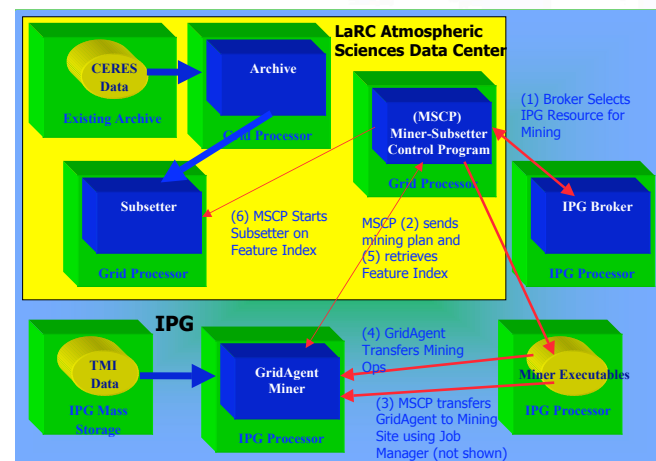 LaRC Atmospheric
Sciences Data Center
CERES
Data
Existing Archive
Archive
Grid Processor
(MSCP)
Miner-Subsetter
Control Program
Grid Processor
(1) Broker Selects
IPG Resource for
Mining
Subsetter
Grid Processor
(6) MSCP Starts
Subsetter on
Feature Index
MSCP (2) sends
mining plan and
(5) retrieves
Feature Index
IPG Broker
IPG Processor
IPG
TMI
Data
IPG Mass
Storage
GridAgent
Miner
IPG Processor
(4) GridAgent
Transfers Mining
Ops
Miner Executables
IPG Processor
(3) MSCP transfers
GridAgent to Mining
Site using Job
Manager (not shown)